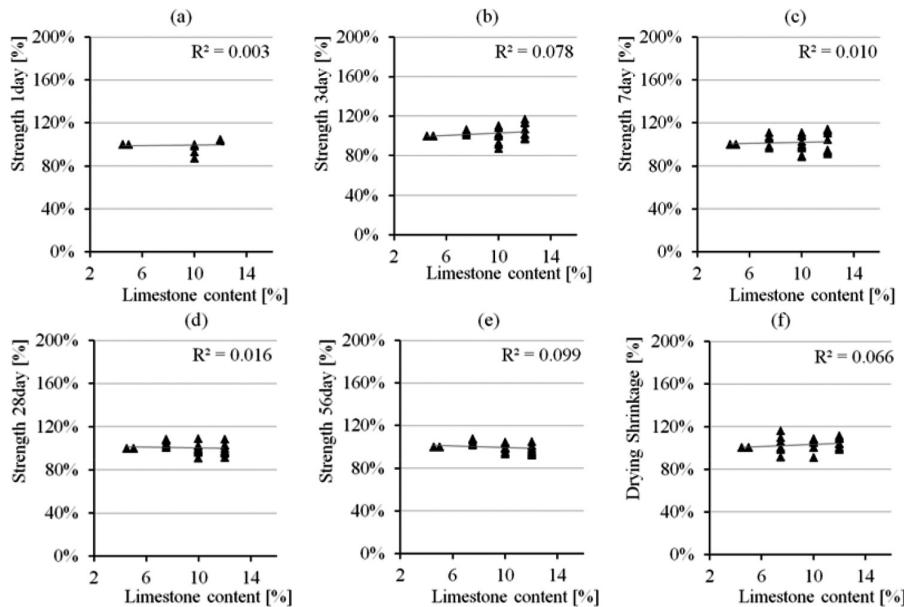 (a)
Strength 1day [%]
200%
160%
120%
80%
40%
0%
R² = 0.003
2 6 10 14
Limestone content [%]
(b)
Strength 3day [%]
200%
160%
120%
80%
40%
0%
R² = 0.078
2 6 10 14
Limestone content [%]
(c)
Strength 7day [%]
200%
160%
120%
80%
40%
0%
R² = 0.010
2 6 10 14
Limestone content [%]
(d)
Strength 28day [%]
200%
160%
120%
80%
40%
0%
R² = 0.016
2 6 10 14
Limestone content [%]
(e)
Strength 56day [%]
200%
160%
120%
80%
40%
0%
R² = 0.099
2 6 10 14
Limestone content [%]
(f)
Drying Shrinkage [%]
200%
160%
120%
80%
40%
0%
R² = 0.066
2 6 10 14
Limestone content [%]